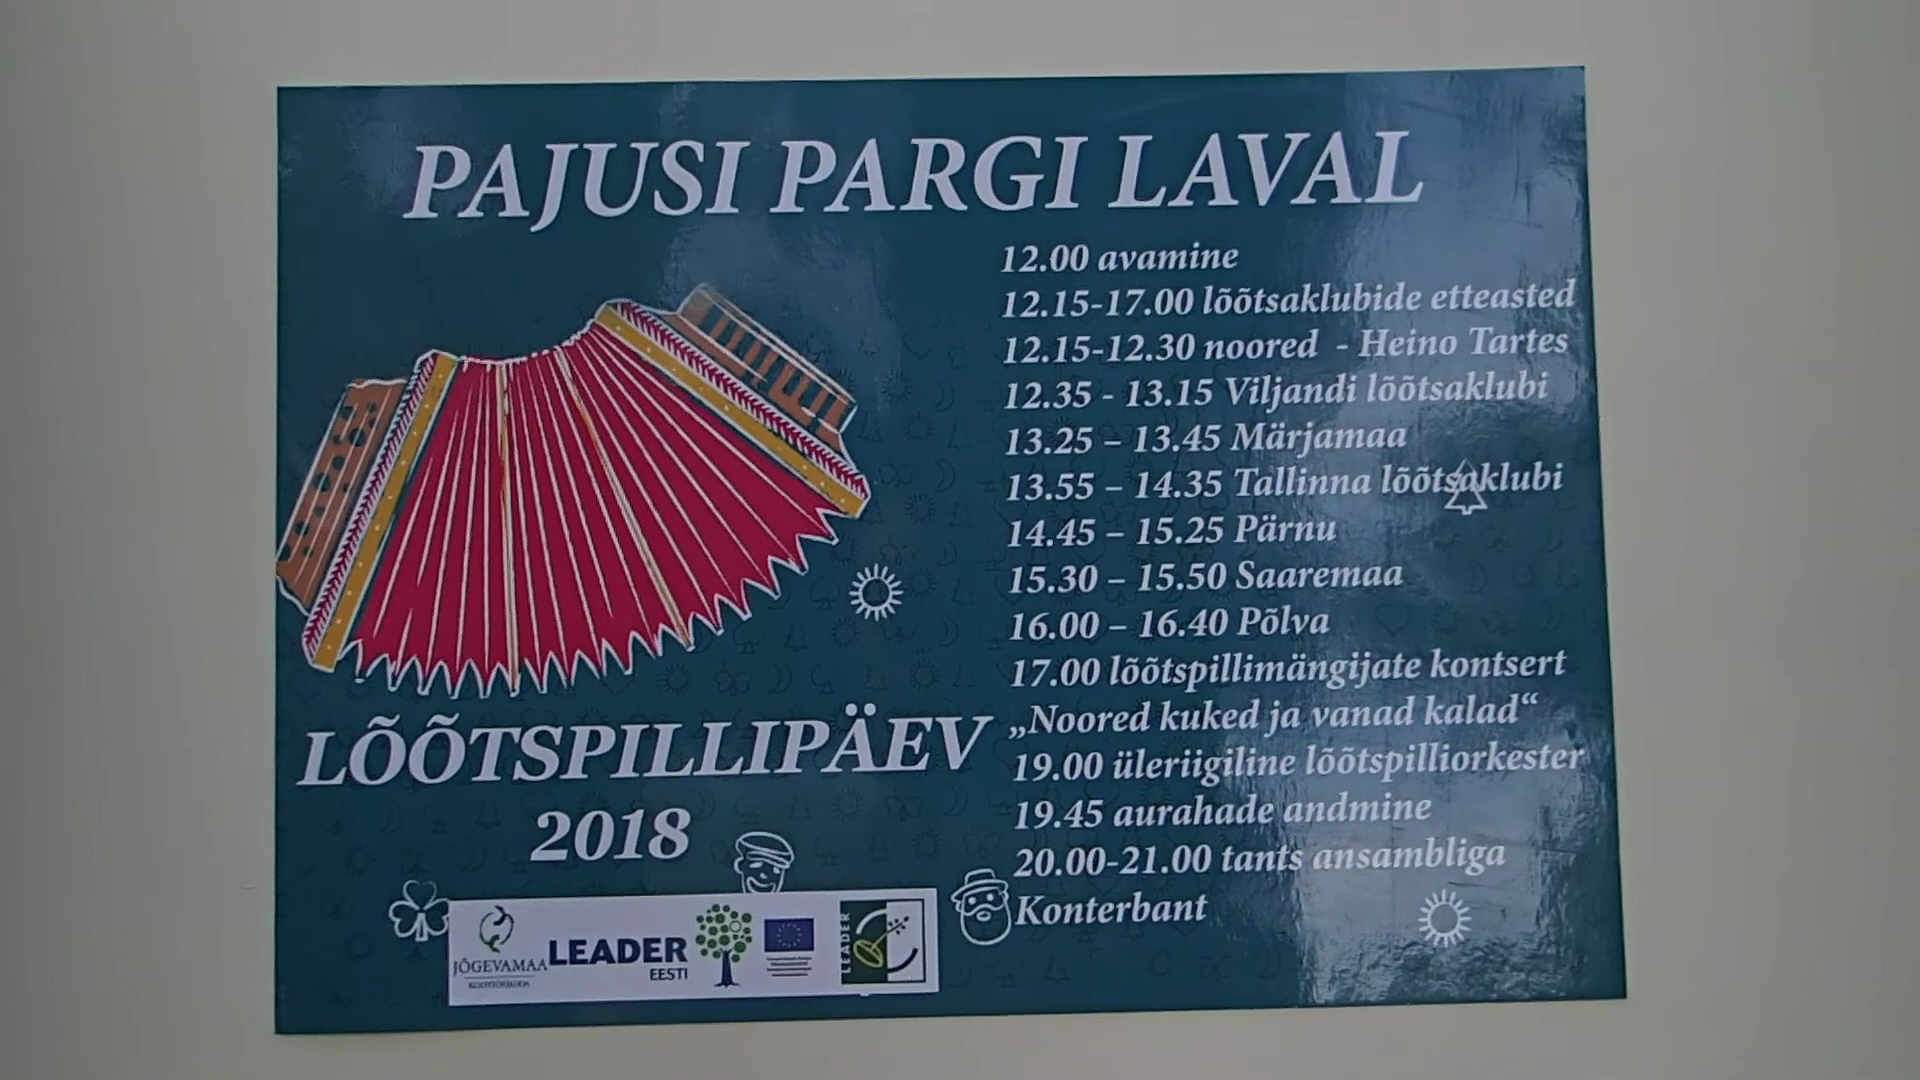 PAJUSI PARGI LAVAL
12.00 avamine
12.15-17.00 lõõtsaklubide etteasted
12.15-12.30 noored - Heino Tartes
12.35 - 13.15 Viljandi lõõtsaklubi
13.25 – 13.45 Märjamaa
13.55 – 14.35 Tallinna lõõtsaklubi
14.45 – 15.25 Pärnu
15.30 – 15.50 Saaremaa
16.00 – 16.40 Põlva
17.00 lõõtspillimängijate kontsert
„Noored kuked ja vanad kalad“
19.00 üleriigiline lõõtspilliorkester
19.45 aurahade andmine
20.00-21.00 tants ansambliga
Konterbant
LÕÕTSPILLIPÄEV
2018
JÕGEVAMAA
KOOSTÖÖKODA
LEADER
EESTI
LEADER